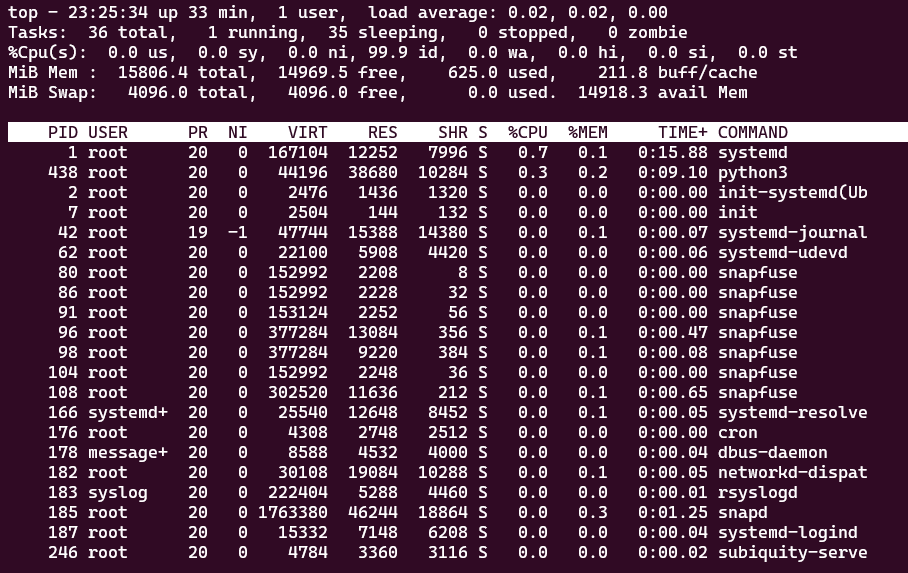 top - 23:25:34 up 33 min,  1 user,  load average: 0.02, 0.02, 0.00
Tasks:  36 total,   1 running,  35 sleeping,   0 stopped,   0 zombie
%Cpu(s):  0.0 us,  0.0 sy,  0.0 ni, 99.9 id,  0.0 wa,  0.0 hi,  0.0 si,  0.0 st
MiB Mem :  15806.4 total,  14969.5 free,    625.0 used,    211.8 buff/cache
MiB Swap:   4096.0 total,   4096.0 free,      0.0 used.  14918.3 avail Mem
    PID USER      PR  NI    VIRT    RES    SHR S  %CPU  %MEM     TIME+ COMMAND
      1 root      20   0  167104  12252   7996 S   0.7   0.1   0:15.88 systemd
    438 root      20   0   44196  38680  10284 S   0.3   0.2   0:09.10 python3
      2 root      20   0    2476   1436   1320 S   0.0   0.0   0:00.00 init-systemd(Ub
      7 root      20   0    2504    144    132 S   0.0   0.0   0:00.00 init
     42 root      19  -1   47744  15388  14380 S   0.0   0.1   0:00.07 systemd-journal
     62 root      20   0   22100   5908   4420 S   0.0   0.0   0:00.06 systemd-udevd
     80 root      20   0  152992   2208      8 S   0.0   0.0   0:00.00 snapfuse
     86 root      20   0  152992   2228     32 S   0.0   0.0   0:00.00 snapfuse
     91 root      20   0  153124   2252     56 S   0.0   0.0   0:00.00 snapfuse
     96 root      20   0  377284  13084    356 S   0.0   0.1   0:00.47 snapfuse
     98 root      20   0  377284   9220    384 S   0.0   0.1   0:00.08 snapfuse
    104 root      20   0  152992   2248     36 S   0.0   0.0   0:00.00 snapfuse
    108 root      20   0  302520  11636    212 S   0.0   0.1   0:00.65 snapfuse
    166 systemd+  20   0   25540  12648   8452 S   0.0   0.1   0:00.05 systemd-resolve
    176 root      20   0    4308   2748   2512 S   0.0   0.0   0:00.00 cron
    178 message+  20   0    8588   4532   4000 S   0.0   0.0   0:00.04 dbus-daemon
    182 root      20   0   30108  19084  10288 S   0.0   0.1   0:00.05 networkd-dispat
    183 syslog    20   0  222404   5288   4460 S   0.0   0.0   0:00.01 rsyslogd
    185 root      20   0 1763380  46244  18864 S   0.0   0.3   0:01.25 snapd
    187 root      20   0   15332   7148   6208 S   0.0   0.0   0:00.04 systemd-logind
    246 root      20   0    4784   3360   3116 S   0.0   0.0   0:00.02 subiquity-serve